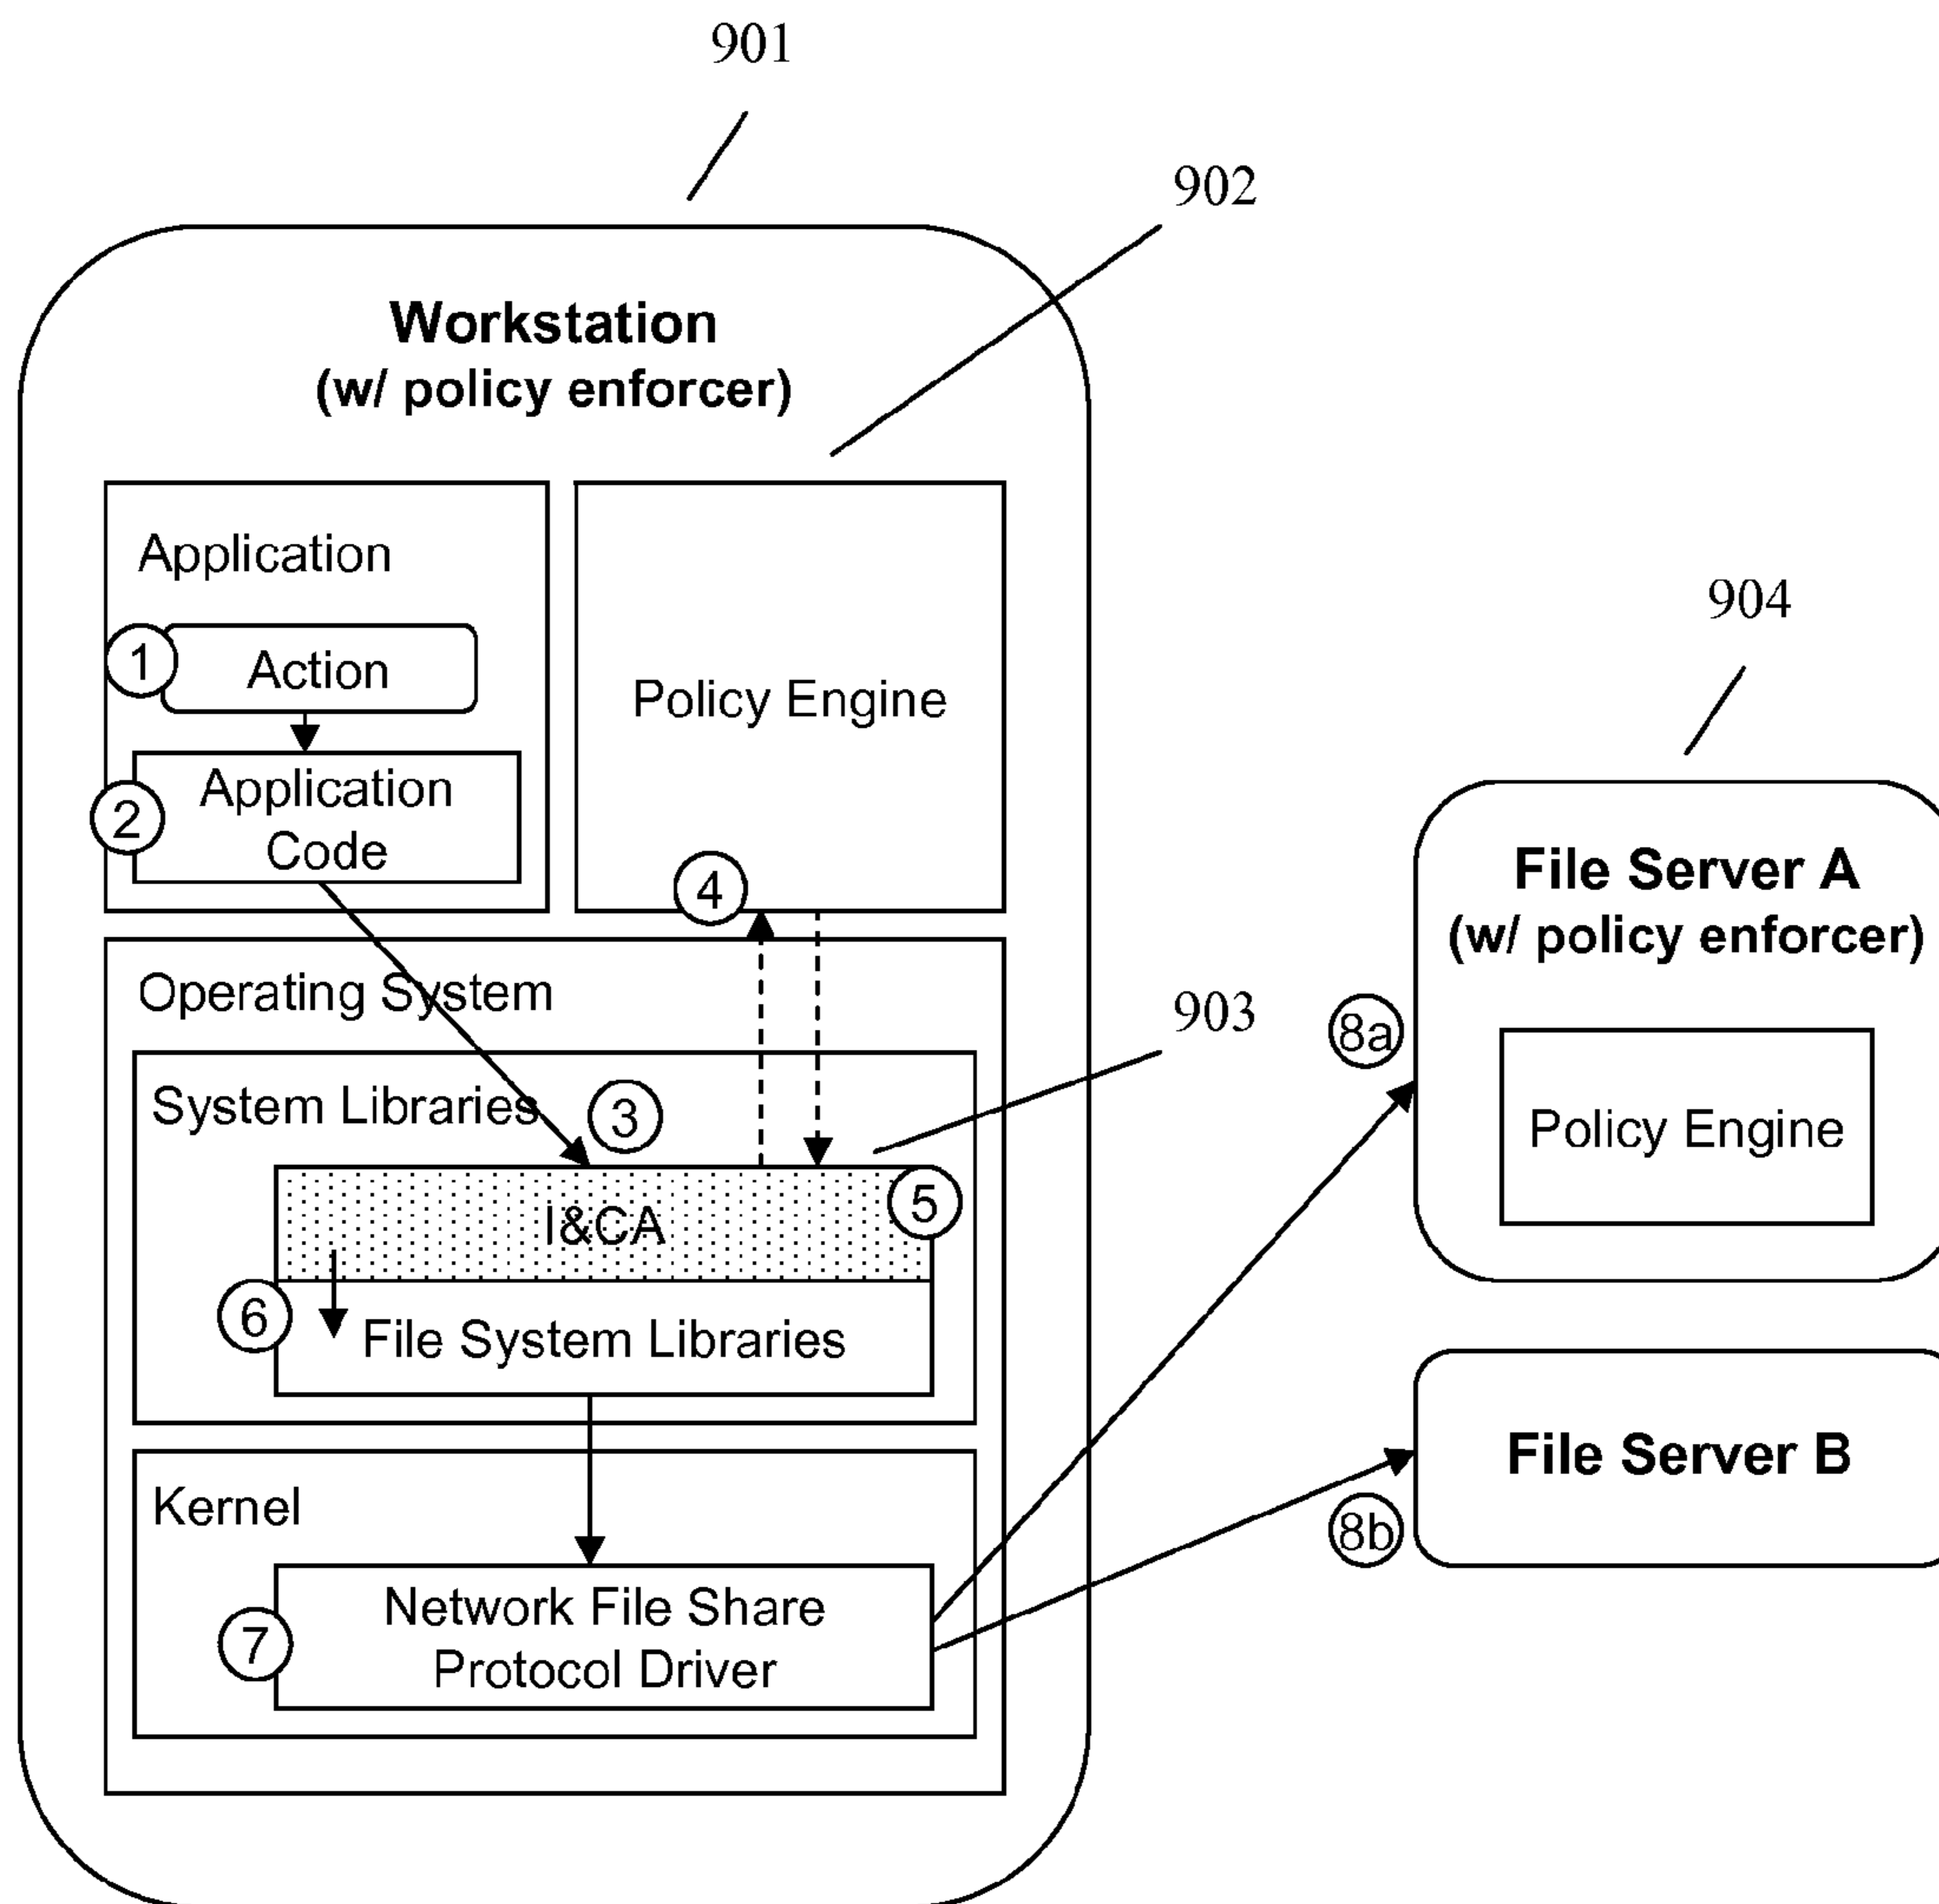 901
902
Workstation
(w/ policy enforcer)
Application
1
Action
2
Application
Code
Policy Engine
4
Operating System
System Libraries
3
903
I&CA
5
6
File System Libraries
Kernel
7
Network File Share
Protocol Driver
904
File Server A
(w/ policy enforcer)
8a
Policy Engine
File Server B
8b